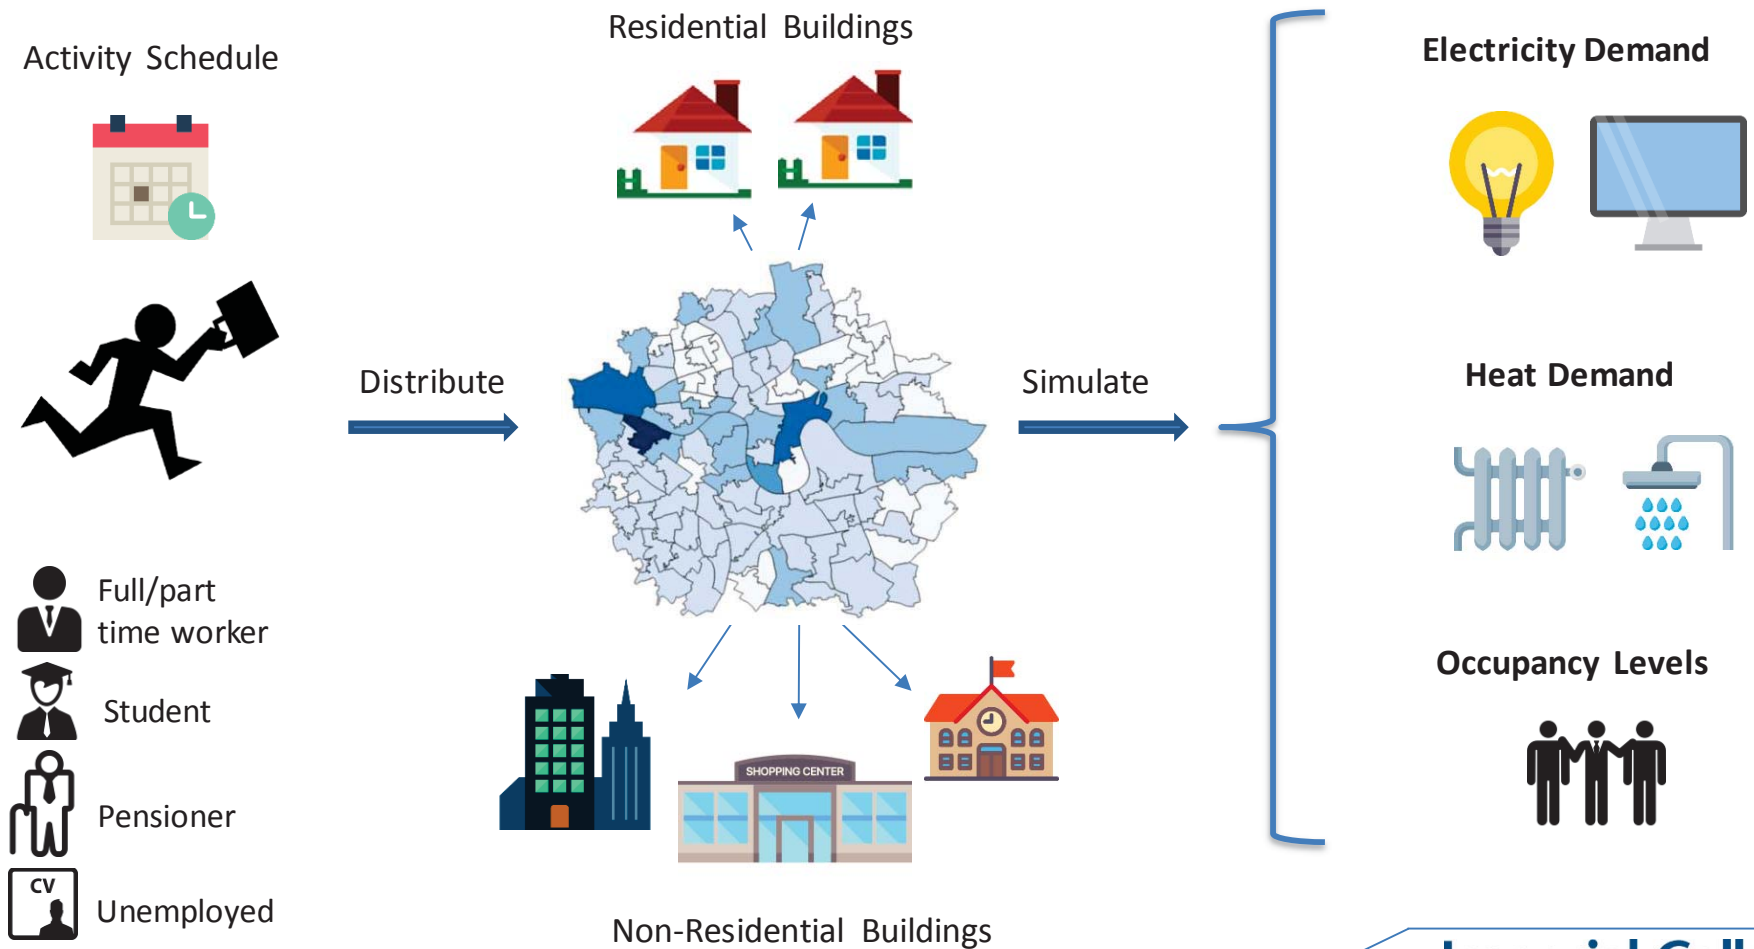 Activity Schedule
Full/part
time worker
Student
Pensioner
CV
Unemployed
Distribute
Residential Buildings
SHOPPING CENTER
Non-Residential Buildings
Simulate
Electricity Demand
Heat Demand
Occupancy Levels